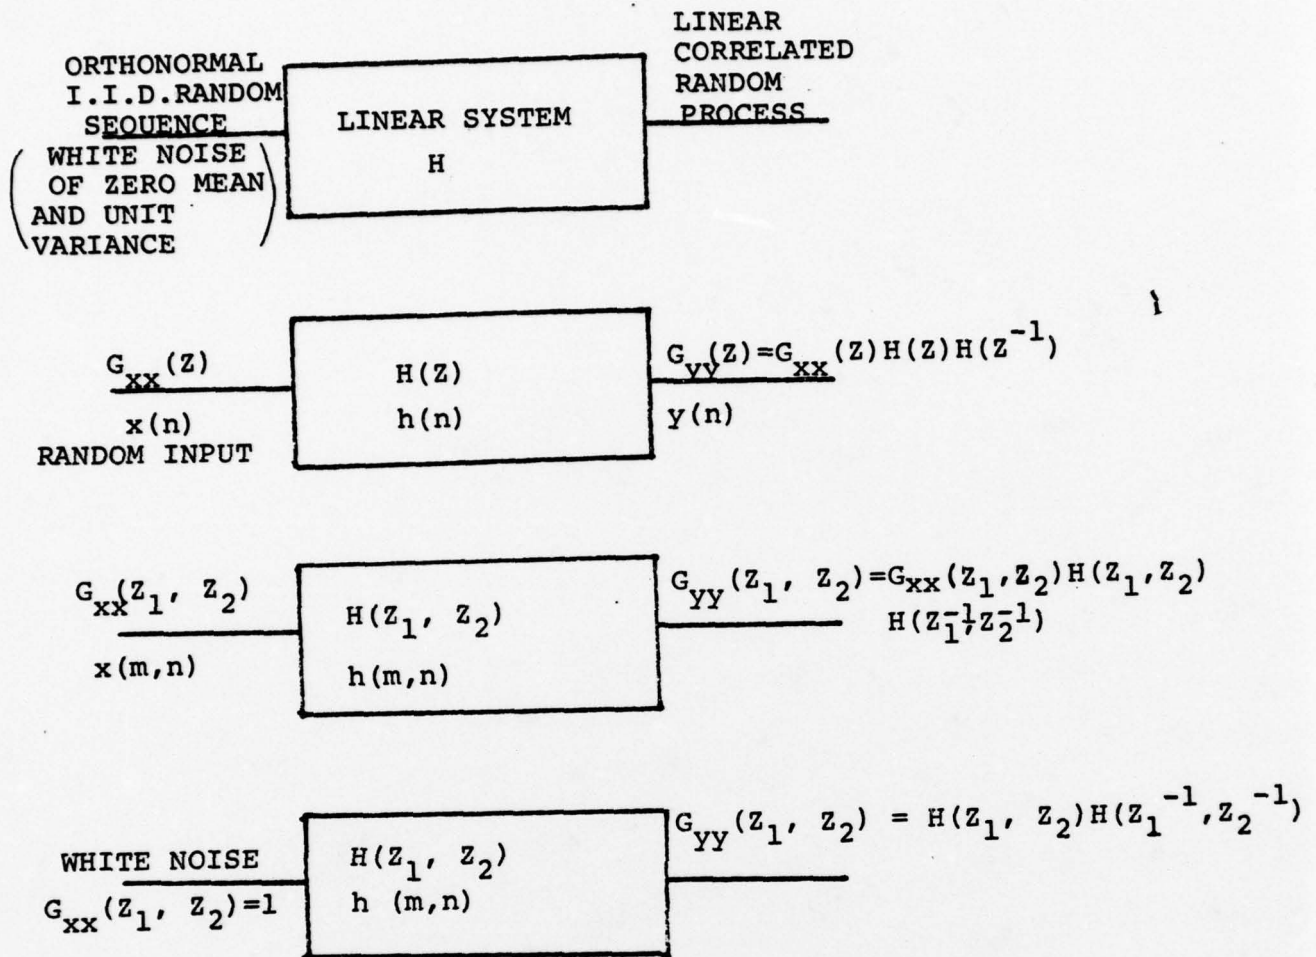 ORTHONORMAL
I.I.D.RANDOM
SEQUENCE
(WHITE NOISE
OF ZERO MEAN
AND UNIT
VARIANCE)
LINEAR SYSTEM
H
LINEAR
CORRELATED
RANDOM
PROCESS
G_xx(Z)
x(n)
RANDOM INPUT
H(Z)
h(n)
G_yy(Z)=G_xx(Z)H(Z)H(Z^-1)
y(n)
G_xx(Z_1, Z_2)
x(m,n)
H(Z_1, Z_2)
h(m,n)
G_yy(Z_1, Z_2)=G_xx(Z_1,Z_2)H(Z_1,Z_2)
H(Z_1^-1,Z_2^-1)
WHITE NOISE
G_xx(Z_1, Z_2)=1
H(Z_1, Z_2)
h (m,n)
G_yy(Z_1, Z_2) = H(Z_1, Z_2)H(Z_1^-1,Z_2^-1)